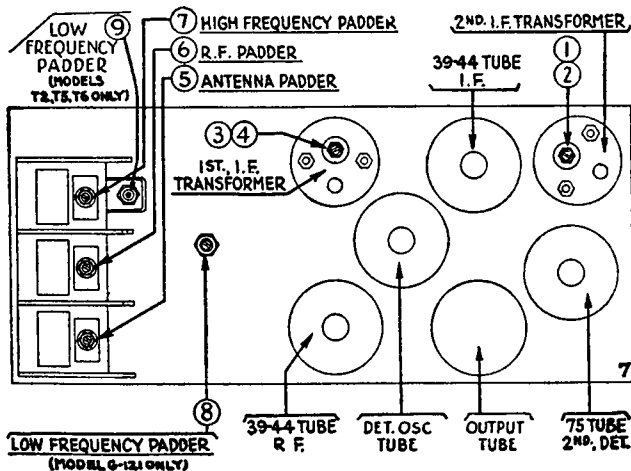 LOW
FREQUENCY
PADDER
(MODELS
T2,T5,T6 ONLY)
9
7 HIGH FREQUENCY PADDER
6 R.F. PADDER
5 ANTENNA PADDER
39-44 TUBE
I.F.
2ND. I.F. TRANSFORMER
1
2
3 4
1ST., I.F.
TRANSFORMER
7
8
LOW FREQUENCY PADDER
(MODEL G-121 ONLY)
39-44 TUBE
R F.
DET. OSC
TUBE
OUTPUT
TUBE
75 TUBE
2ND. DET.